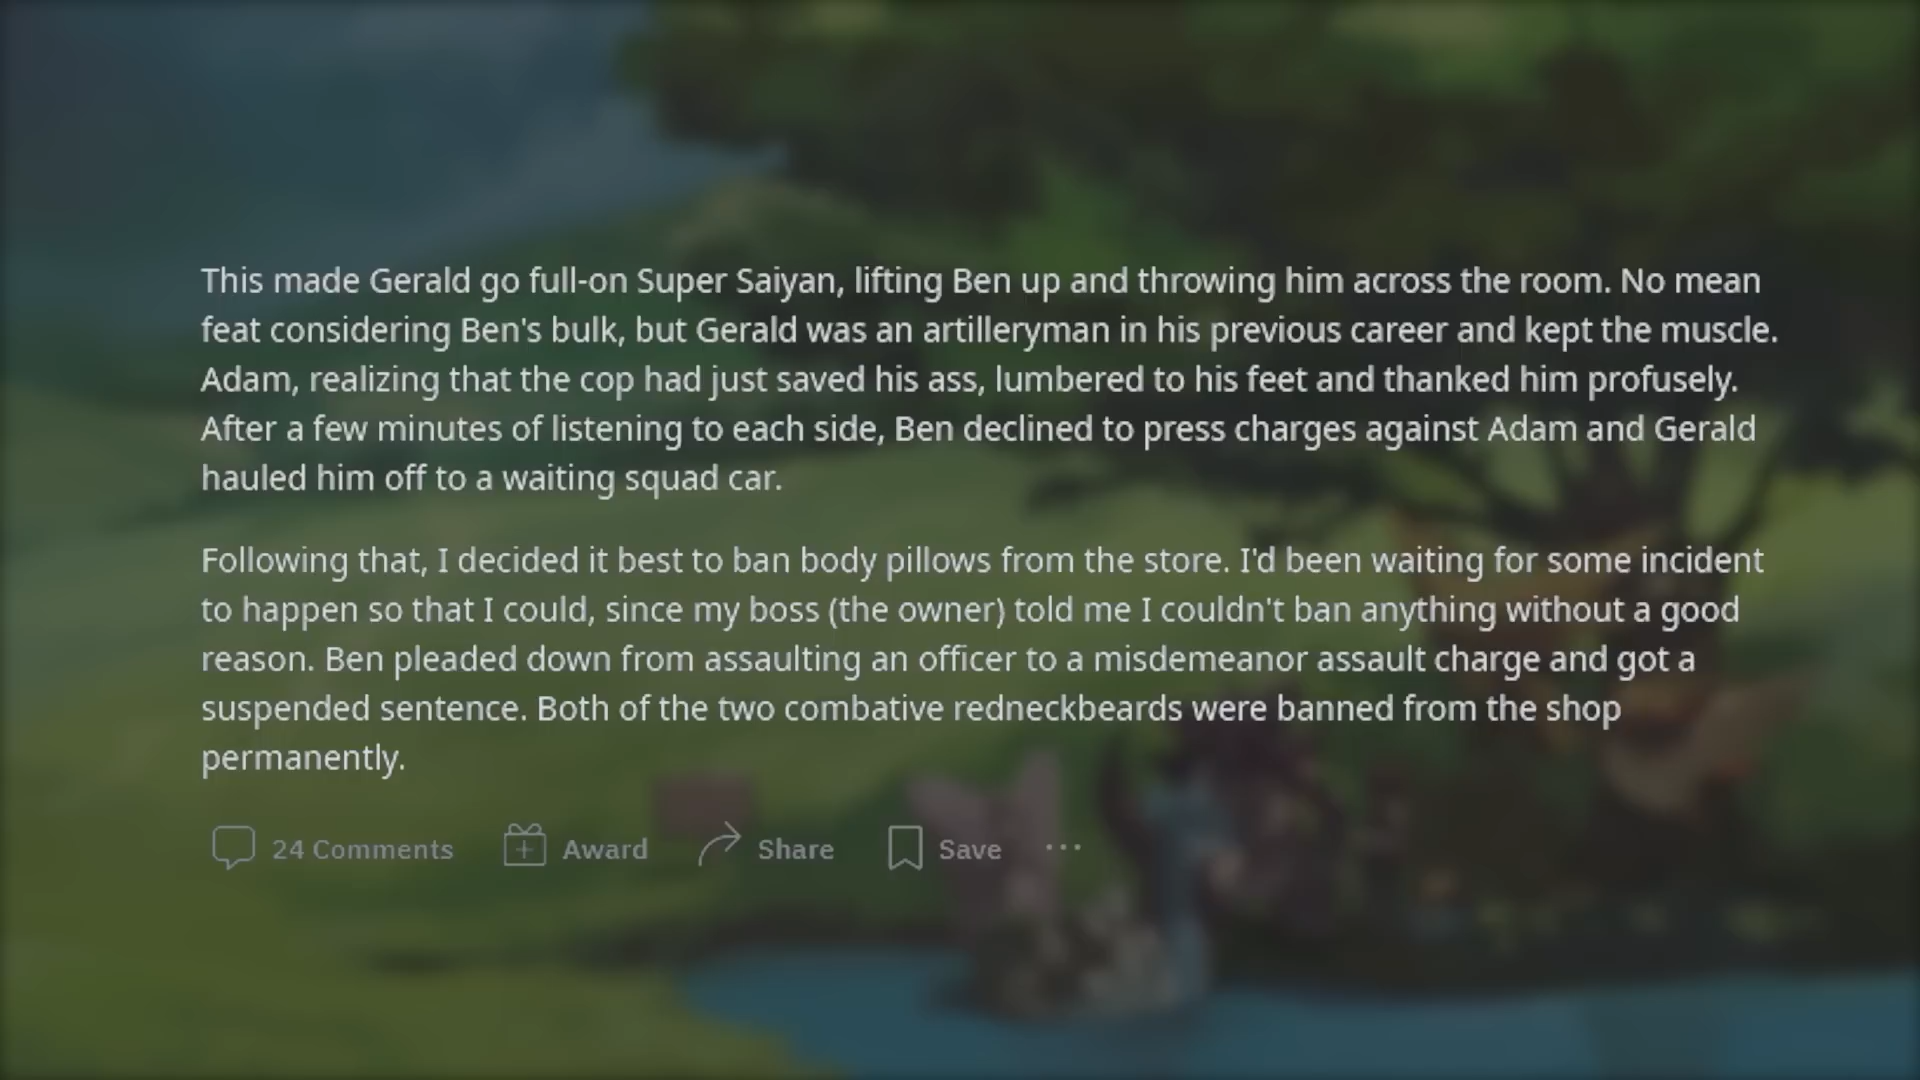 This made Gerald go full-on Super Saiyan, lifting Ben up and throwing him across the room. No mean
feat considering Ben's bulk, but Gerald was an artilleryman in his previous career and kept the muscle.
Adam, realizing that the cop had just saved his ass, lumbered to his feet and thanked him profusely.
After a few minutes of listening to each side, Ben declined to press charges against Adam and Gerald
hauled him off to a waiting squad car.
Following that, I decided it best to ban body pillows from the store. I'd been waiting for some incident
to happen so that I could, since my boss (the owner) told me I couldn't ban anything without a good
reason. Ben pleaded down from assaulting an officer to a misdemeanor assault charge and got a
suspended sentence. Both of the two combative redneckbeards were banned from the shop
permanently.
24 Comments Award Share Save ...